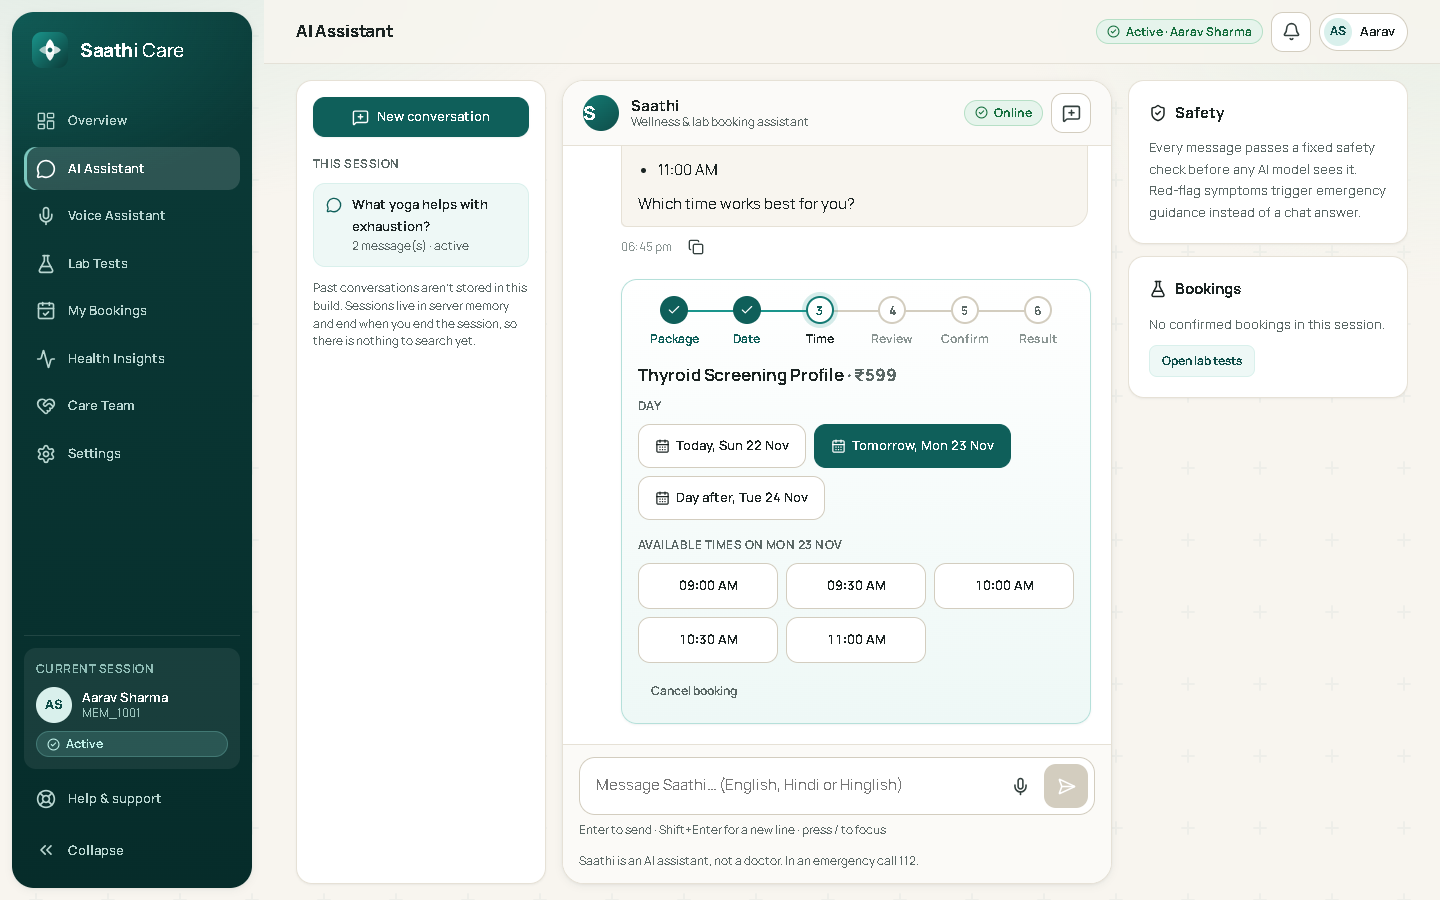 Saathi Care
Overview
AI Assistant
Voice Assistant
Lab Tests
My Bookings
Health Insights
Care Team
Settings
CURRENT SESSION
AS
Aarav Sharma
MEM_1001
Active
Help & support
Collapse
AI Assistant
Active · Aarav Sharma
AS
Aarav
New conversation
THIS SESSION
What yoga helps with
exhaustion?
2 message(s) · active
Past conversations aren't stored in this
build. Sessions live in server memory
and end when you end the session, so
there is nothing to search yet.
S
Saathi
Wellness & lab booking assistant
Online
• 11:00 AM
Which time works best for you?
06:45 pm
3
4
5
6
Package
Date
Time
Review
Confirm
Result
Thyroid Screening Profile · ₹599
DAY
Today, Sun 22 Nov
Tomorrow, Mon 23 Nov
Day after, Tue 24 Nov
AVAILABLE TIMES ON MON 23 NOV
09:00 AM
09:30 AM
10:00 AM
10:30 AM
11:00 AM
Cancel booking
Message Saathi... (English, Hindi or Hinglish)
Enter to send · Shift+Enter for a new line · press / to focus
Saathi is an AI assistant, not a doctor. In an emergency call 112.
Safety
Every message passes a fixed safety
check before any AI model sees it.
Red-flag symptoms trigger emergency
guidance instead of a chat answer.
Bookings
No confirmed bookings in this session.
Open lab tests